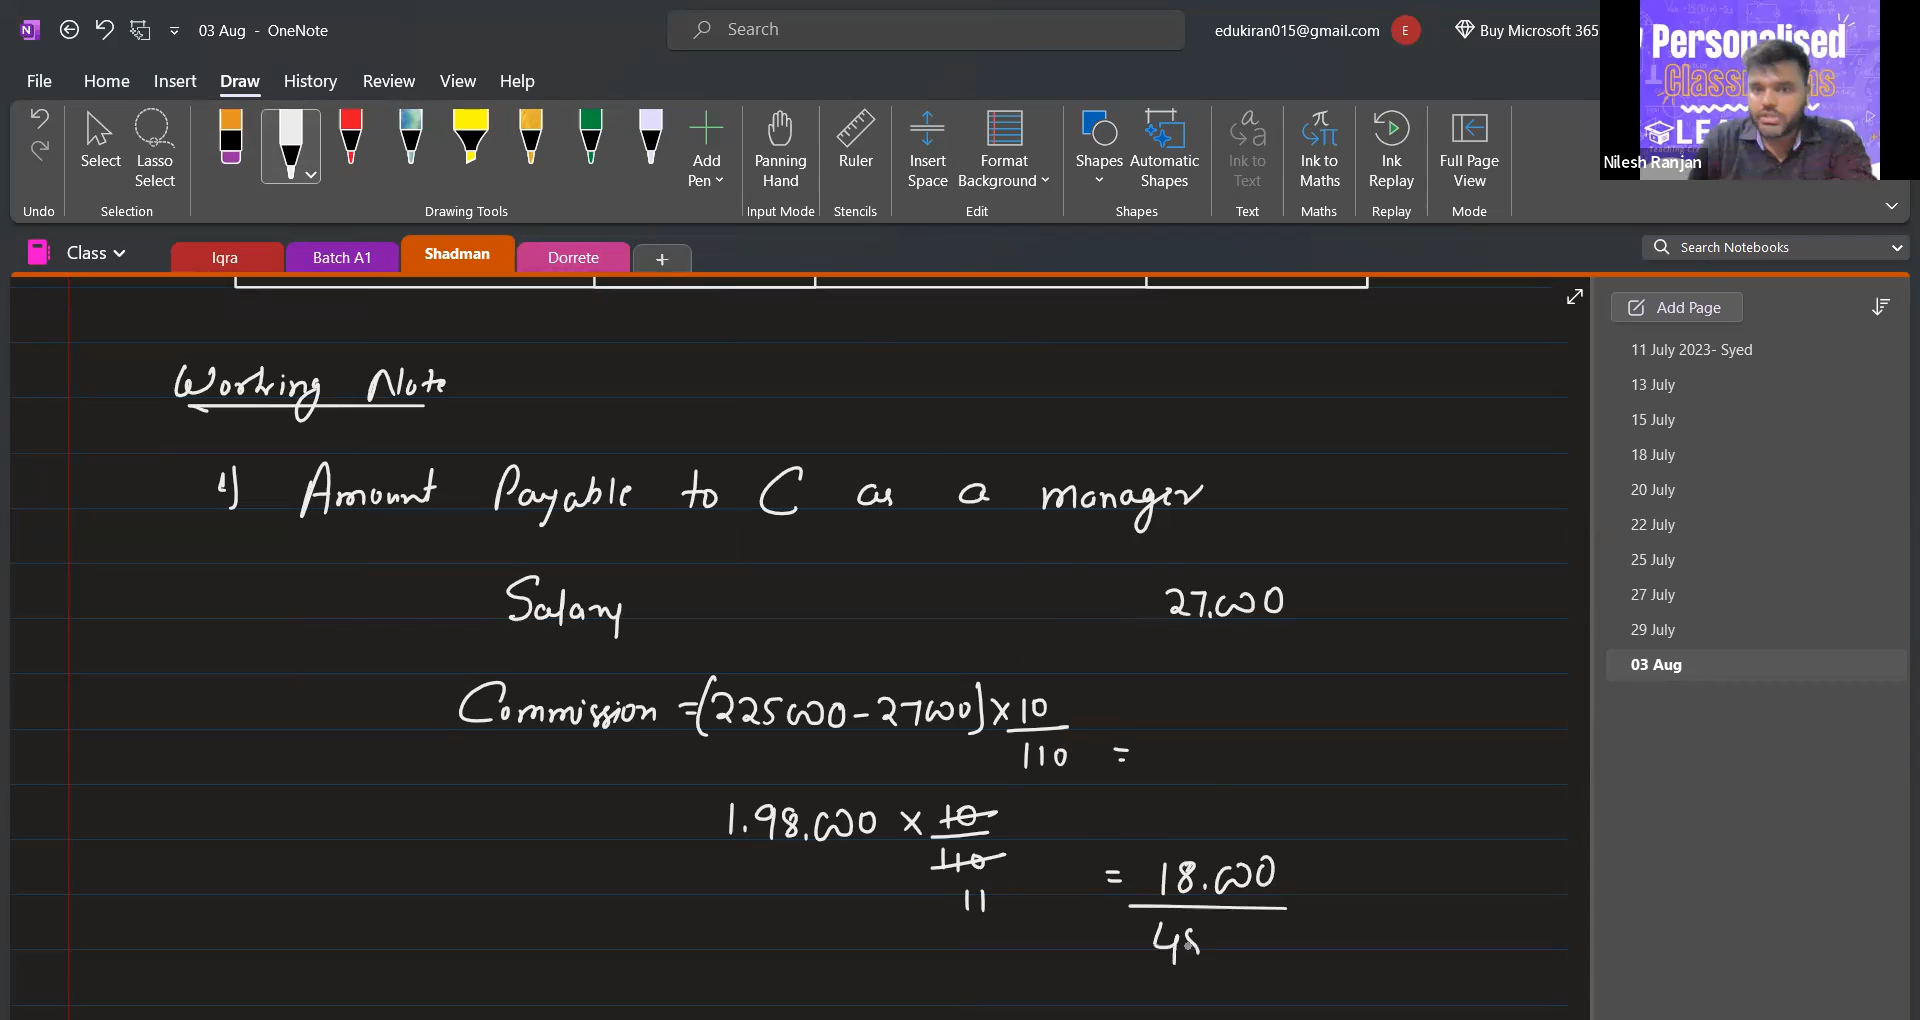 03 Aug - OneNote
Search
edukiran015@gmail.com
E
Buy Microsoft 365
File Home Insert Draw History Review View Help
Undo
Select
Lasso Select
Selection
Drawing Tools
Add Pen
Panning Hand
Input Mode
Ruler
Stencils
Insert Space
Format Background
Edit
Shapes
Automatic Shapes
Shapes
Ink to Text
Text
Ink to Maths
Maths
Ink Replay
Replay
Full Page View
Mode
Personalised
Nilesh Ranjan
Class
Iqra
Batch A1
Shadman
Dorrete
+
Search Notebooks
Add Page
11 July 2023- Syed
13 July
15 July
18 July
20 July
22 July
25 July
27 July
29 July
03 Aug
Working Note
1) Amount Payable to C as a manager
Salary 27.000
Commission = (225000 - 27000) × 10
110 =
1.98.000 × 10
110
11
= 18.000